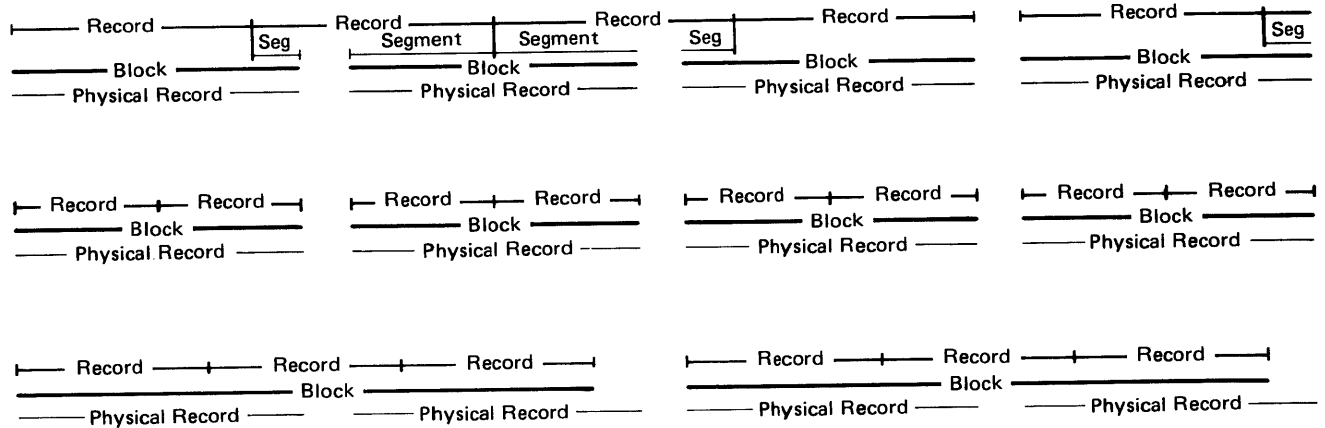 Record Record Record Record Record
Seg Segment Segment Seg Seg
Block Block Block Block
Physical Record Physical Record Physical Record Physical Record
Record Record Record Record Record Record Record Record
Block Block Block Block
Physical Record Physical Record Physical Record Physical Record
Record Record Record Record Record Record
Block Block
Physical Record Physical Record Physical Record Physical Record